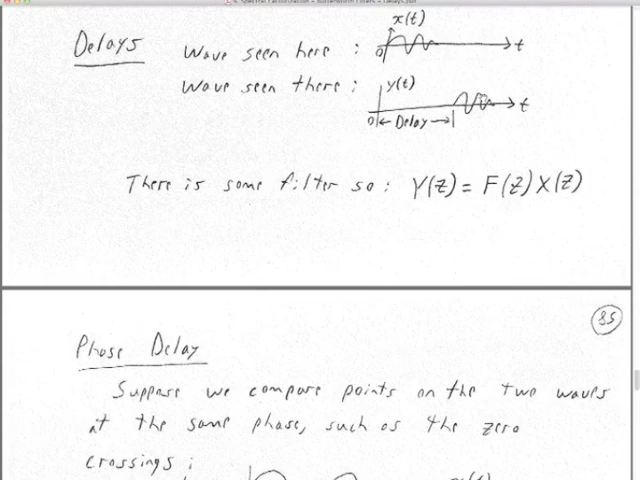 Delays
Wave seen here :
x(t)
0
t
Wave seen there :
y(t)
0 ← Delay →
t
There is some filter so : Y(z) = F(z) X(z)
85
Phase Delay
Suppose we compare points on the two waves
at the same phase, such as the zero
crossings :